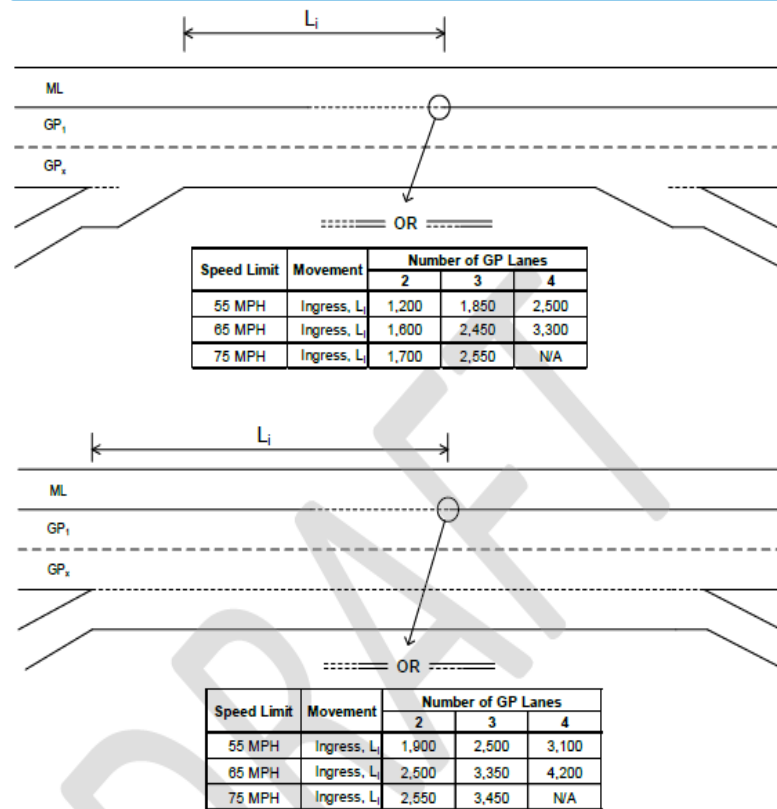 Li
ML
GP1
GPx
OR
Speed Limit Movement Number of GP Lanes
2 3 4
55 MPH Ingress, LI 1,200 1,850 2,500
65 MPH Ingress, LI 1,600 2,450 3,300
75 MPH Ingress, LI 1,700 2,550 N/A
Li
ML
GP1
GPx
OR
Speed Limit Movement Number of GP Lanes
2 3 4
55 MPH Ingress, LI 1,900 2,500 3,100
65 MPH Ingress, LI 2,500 3,350 4,200
75 MPH Ingress, LI 2,550 3,450 N/A
DRAFT